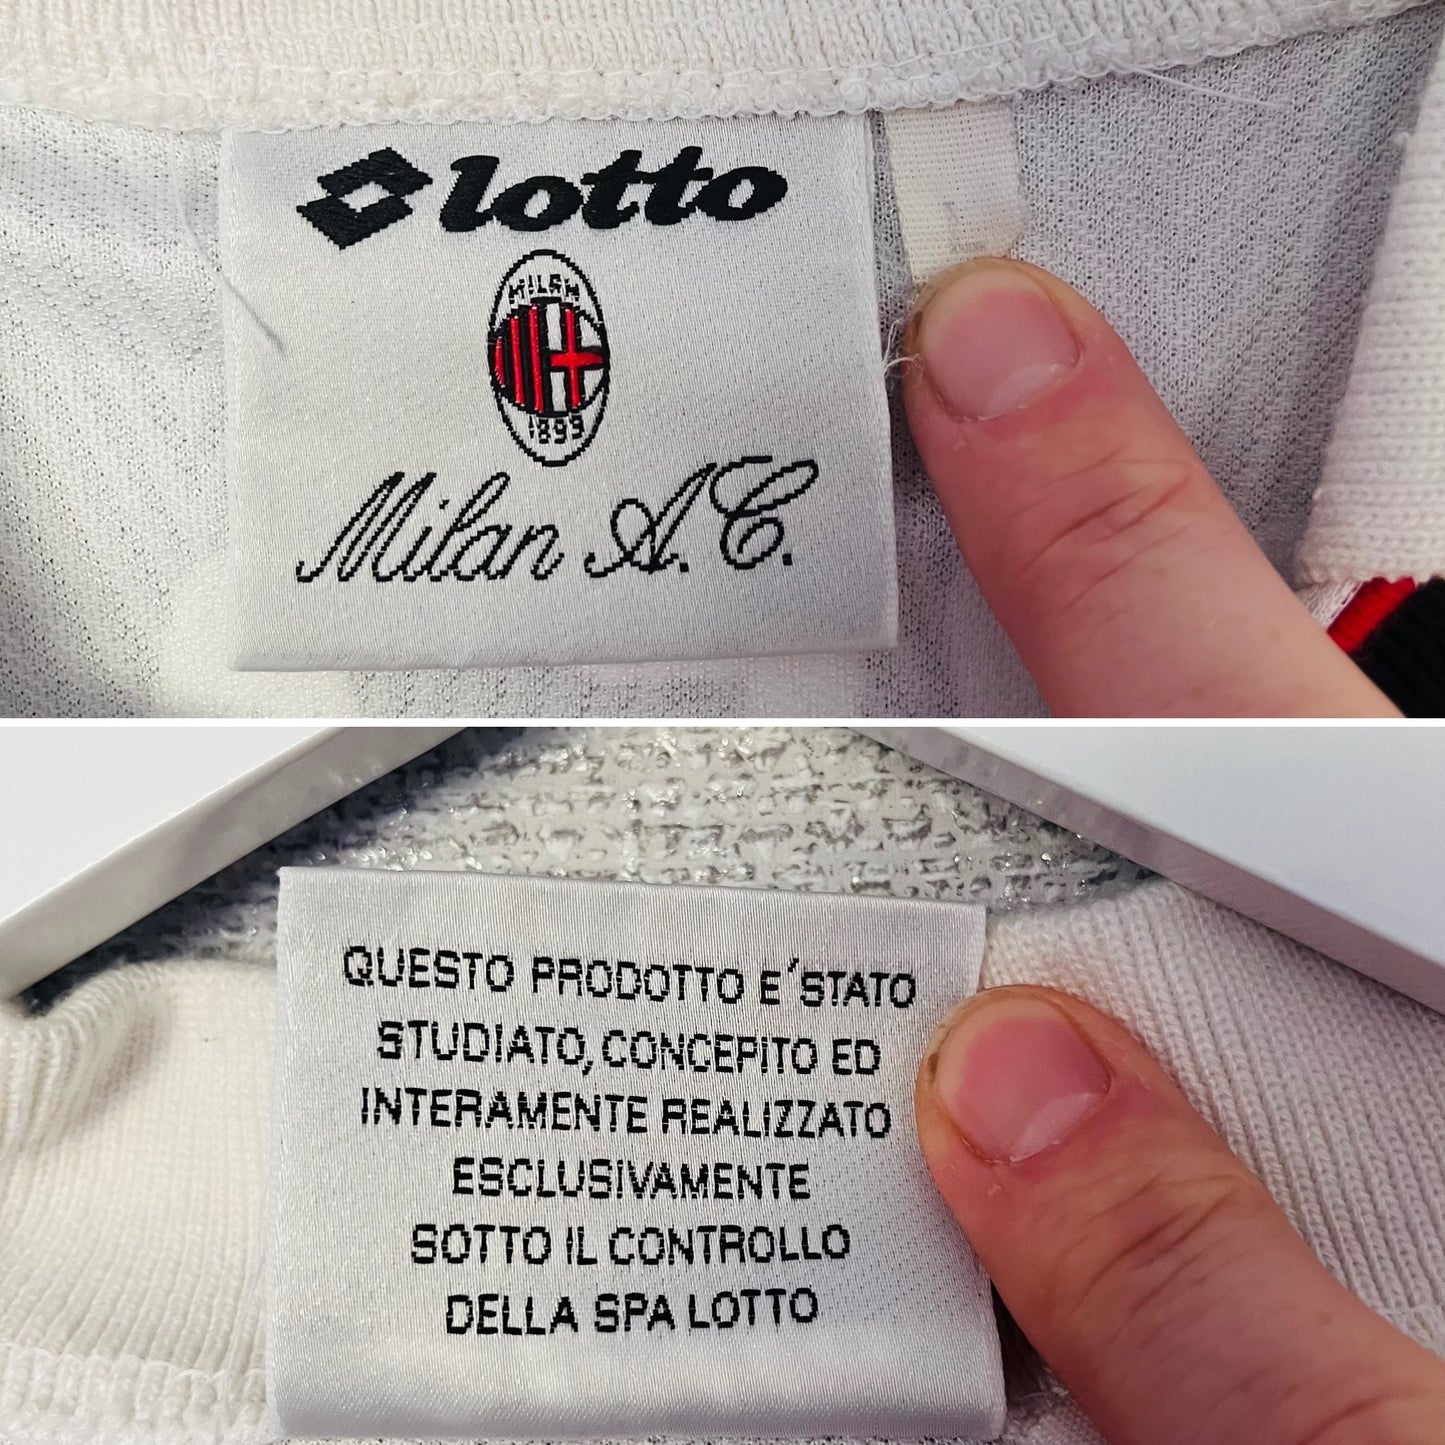 lotto
MILAN
1899
Milan A.C.
QUESTO PRODOTTO E´STATO
STUDIATO, CONCEPITO ED
INTERAMENTE REALIZZATO
ESCLUSIVAMENTE
SOTTO IL CONTROLLO
DELLA SPA LOTTO